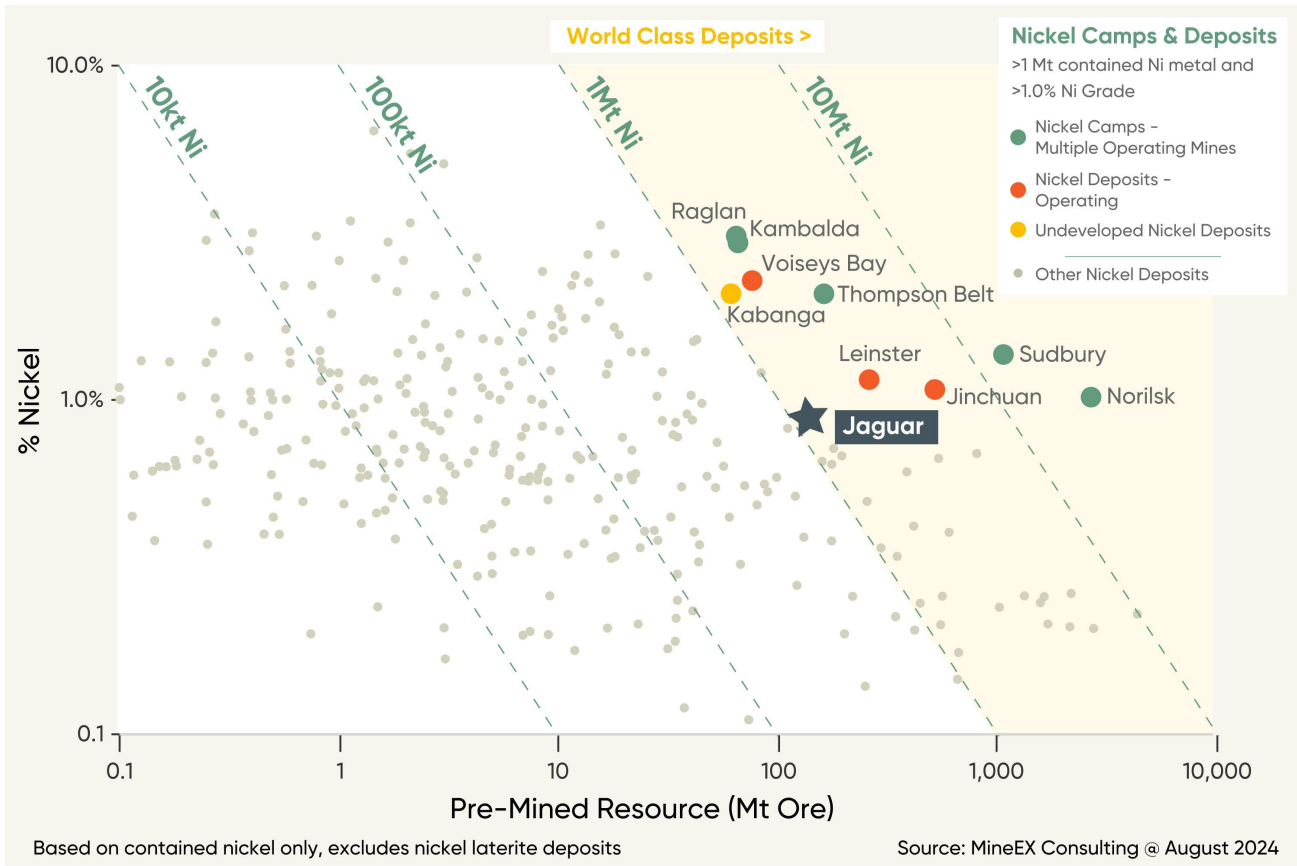 World Class Deposits >
Nickel Camps & Deposits
>1 Mt contained Ni metal and
>1.0% Ni Grade
Nickel Camps -
Multiple Operating Mines
Nickel Deposits -
Operating
Undeveloped Nickel Deposits
Other Nickel Deposits
10.0%
1.0%
0.1
% Nickel
10kt Ni
100kt Ni
1Mt Ni
10Mt Ni
Raglan
Kambalda
Voiseys Bay
Thompson Belt
Kabanga
Leinster
Sudbury
Jinchuan
Norilsk
Jaguar
0.1
1
10
100
1,000
10,000
Pre-Mined Resource (Mt Ore)
Based on contained nickel only, excludes nickel laterite deposits
Source: MineEX Consulting @ August 2024